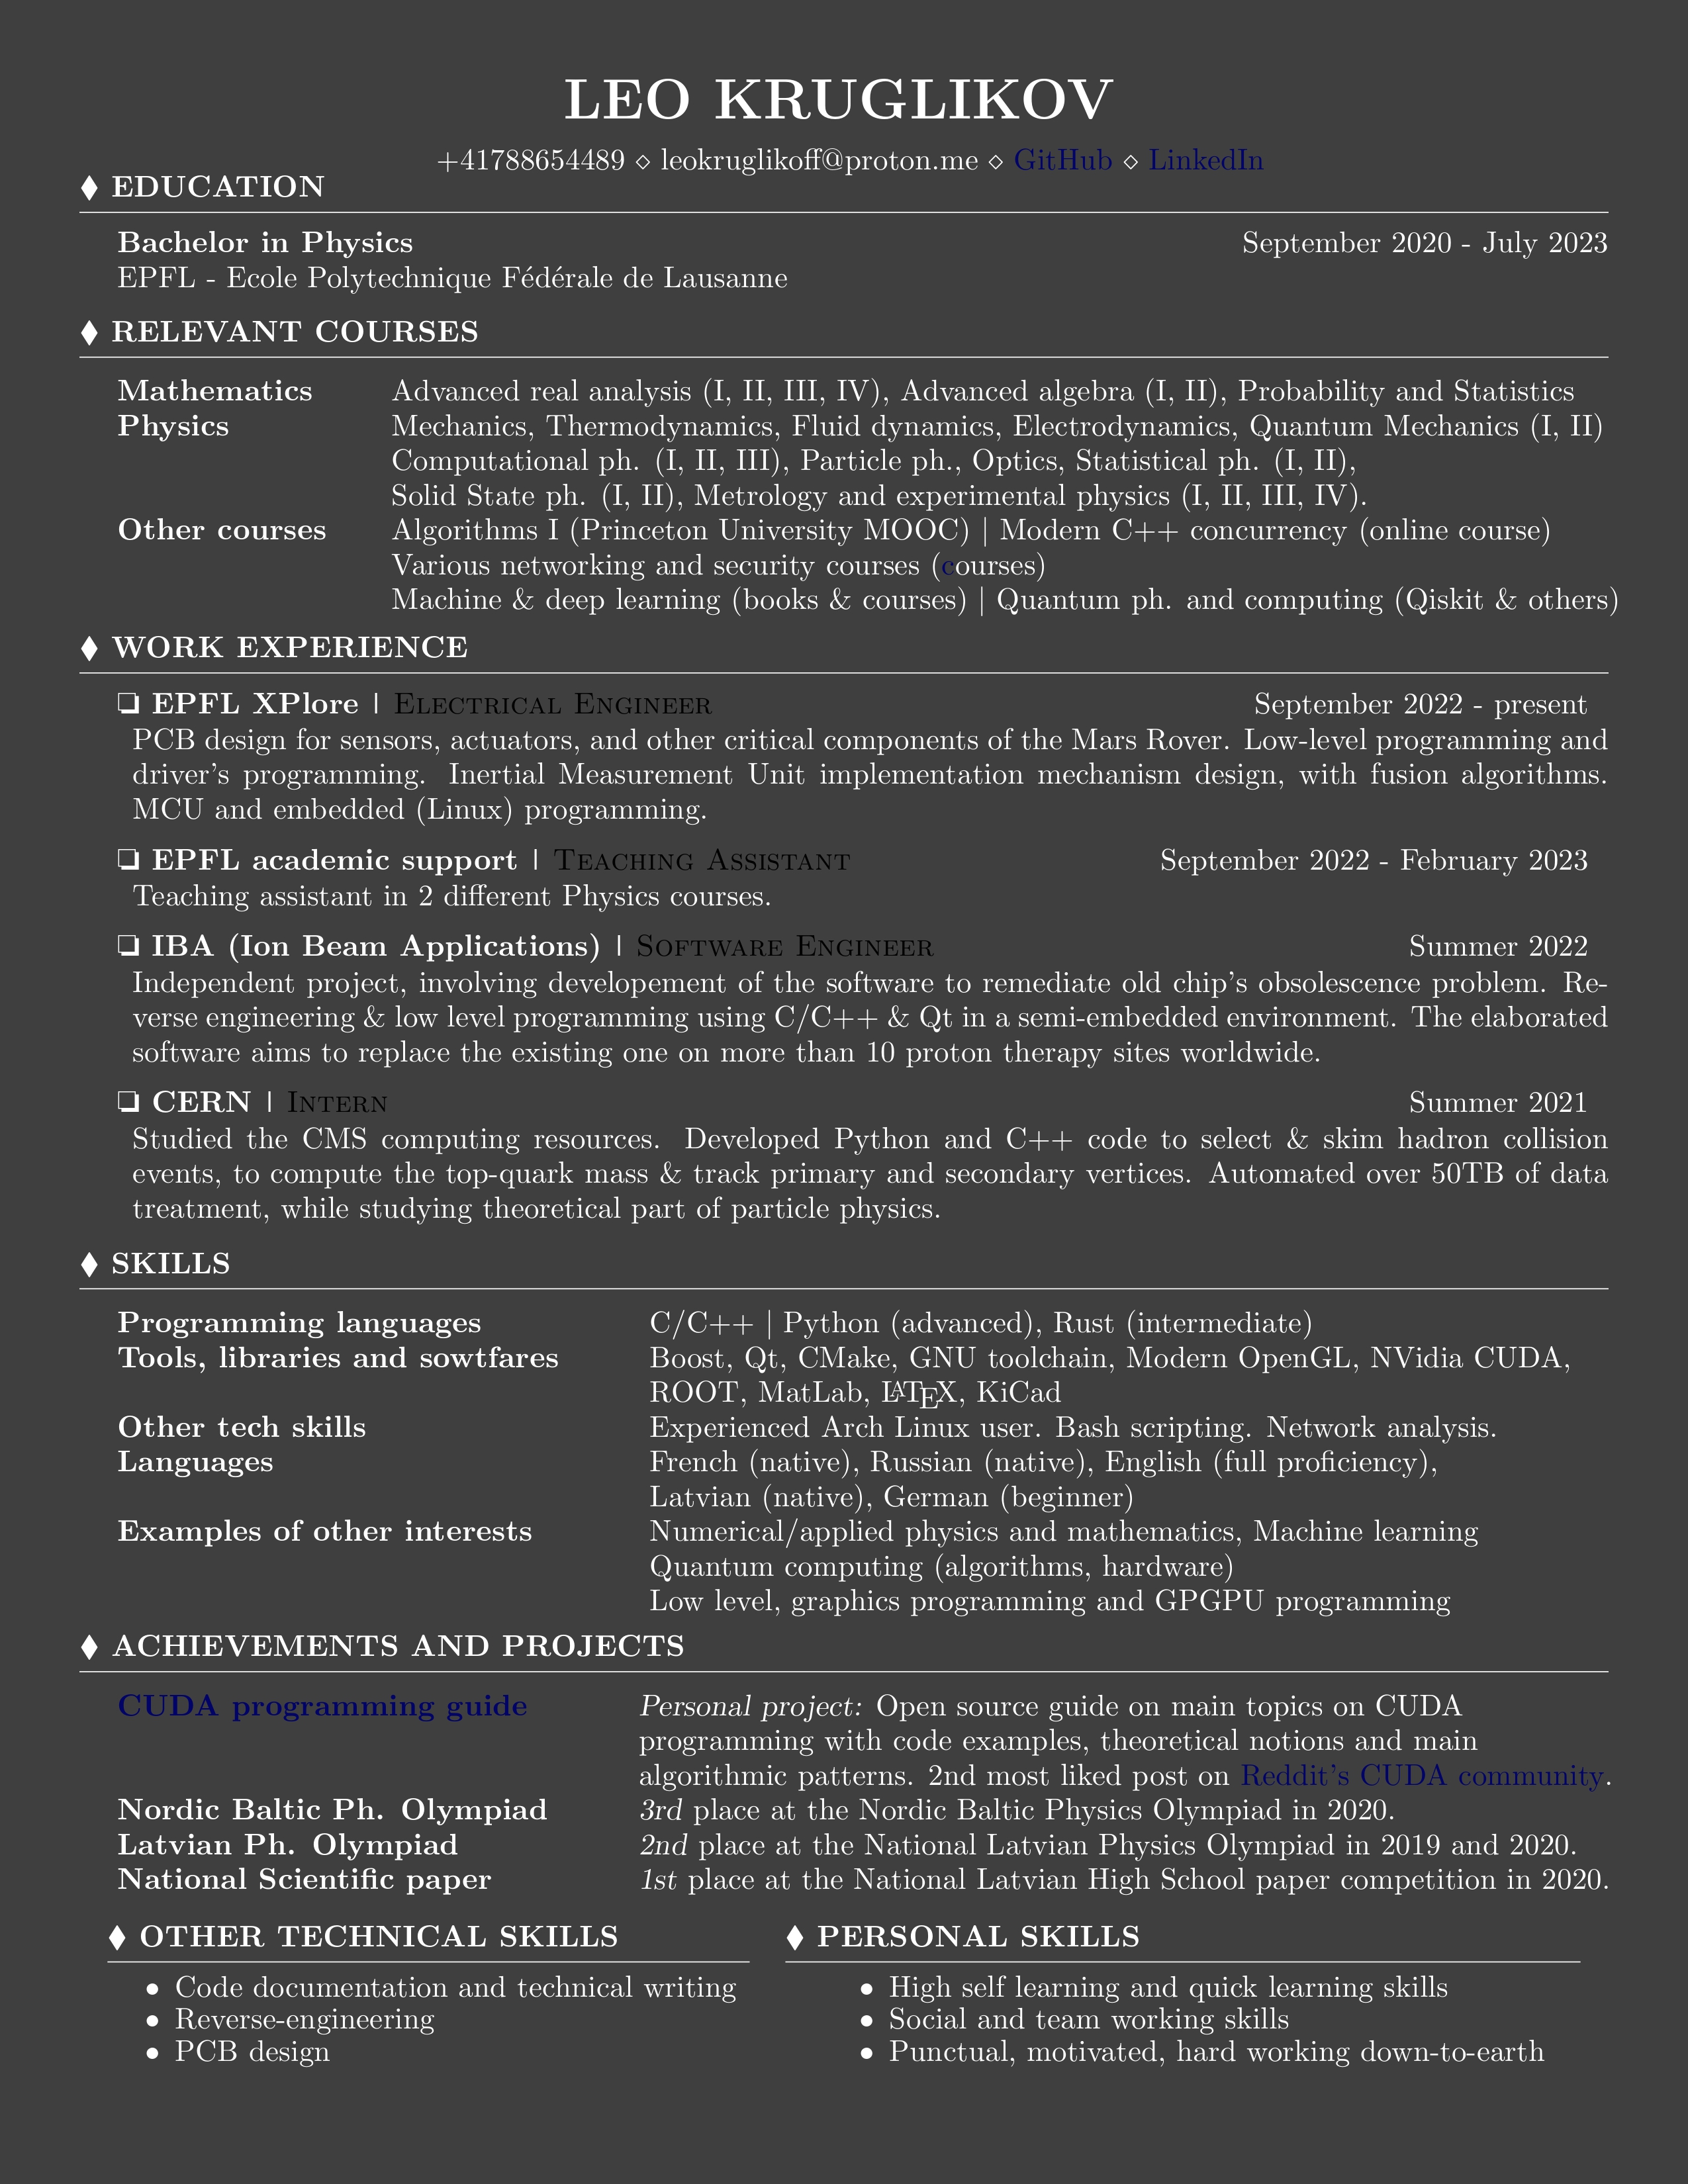 LEO KRUGLIKOV
+41788654489 ⋄ leokruglikoff@proton.me ⋄ GitHub ⋄ LinkedIn
♦ EDUCATION
Bachelor in Physics September 2020 - July 2023
EPFL - Ecole Polytechnique Fédérale de Lausanne
♦ RELEVANT COURSES
Mathematics Advanced real analysis (I, II, III, IV), Advanced algebra (I, II), Probability and Statistics
Physics Mechanics, Thermodynamics, Fluid dynamics, Electrodynamics, Quantum Mechanics (I, II)
Computational ph. (I, II, III), Particle ph., Optics, Statistical ph. (I, II),
Solid State ph. (I, II), Metrology and experimental physics (I, II, III, IV).
Other courses Algorithms I (Princeton University MOOC) | Modern C++ concurrency (online course)
Various networking and security courses (courses)
Machine & deep learning (books & courses) | Quantum ph. and computing (Qiskit & others)
♦ WORK EXPERIENCE
❏ EPFL XPlore | Electrical Engineer September 2022 - present
PCB design for sensors, actuators, and other critical components of the Mars Rover. Low-level programming and
driver's programming. Inertial Measurement Unit implementation mechanism design, with fusion algorithms.
MCU and embedded (Linux) programming.
❏ EPFL academic support | Teaching Assistant September 2022 - February 2023
Teaching assistant in 2 different Physics courses.
❏ IBA (Ion Beam Applications) | Software Engineer Summer 2022
Independent project, involving developement of the software to remediate old chip's obsolescence problem. Re-
verse engineering & low level programming using C/C++ & Qt in a semi-embedded environment. The elaborated
software aims to replace the existing one on more than 10 proton therapy sites worldwide.
❏ CERN | Intern Summer 2021
Studied the CMS computing resources. Developed Python and C++ code to select & skim hadron collision
events, to compute the top-quark mass & track primary and secondary vertices. Automated over 50TB of data
treatment, while studying theoretical part of particle physics.
♦ SKILLS
Programming languages C/C++ | Python (advanced), Rust (intermediate)
Tools, libraries and sowtfares Boost, Qt, CMake, GNU toolchain, Modern OpenGL, NVidia CUDA,
ROOT, MatLab, LATEX, KiCad
Other tech skills Experienced Arch Linux user. Bash scripting. Network analysis.
Languages French (native), Russian (native), English (full proficiency),
Latvian (native), German (beginner)
Examples of other interests Numerical/applied physics and mathematics, Machine learning
Quantum computing (algorithms, hardware)
Low level, graphics programming and GPGPU programming
♦ ACHIEVEMENTS AND PROJECTS
CUDA programming guide Personal project: Open source guide on main topics on CUDA
programming with code examples, theoretical notions and main
algorithmic patterns. 2nd most liked post on Reddit's CUDA community.
Nordic Baltic Ph. Olympiad 3rd place at the Nordic Baltic Physics Olympiad in 2020.
Latvian Ph. Olympiad 2nd place at the National Latvian Physics Olympiad in 2019 and 2020.
National Scientific paper 1st place at the National Latvian High School paper competition in 2020.
♦ OTHER TECHNICAL SKILLS
• Code documentation and technical writing
• Reverse-engineering
• PCB design
♦ PERSONAL SKILLS
• High self learning and quick learning skills
• Social and team working skills
• Punctual, motivated, hard working down-to-earth